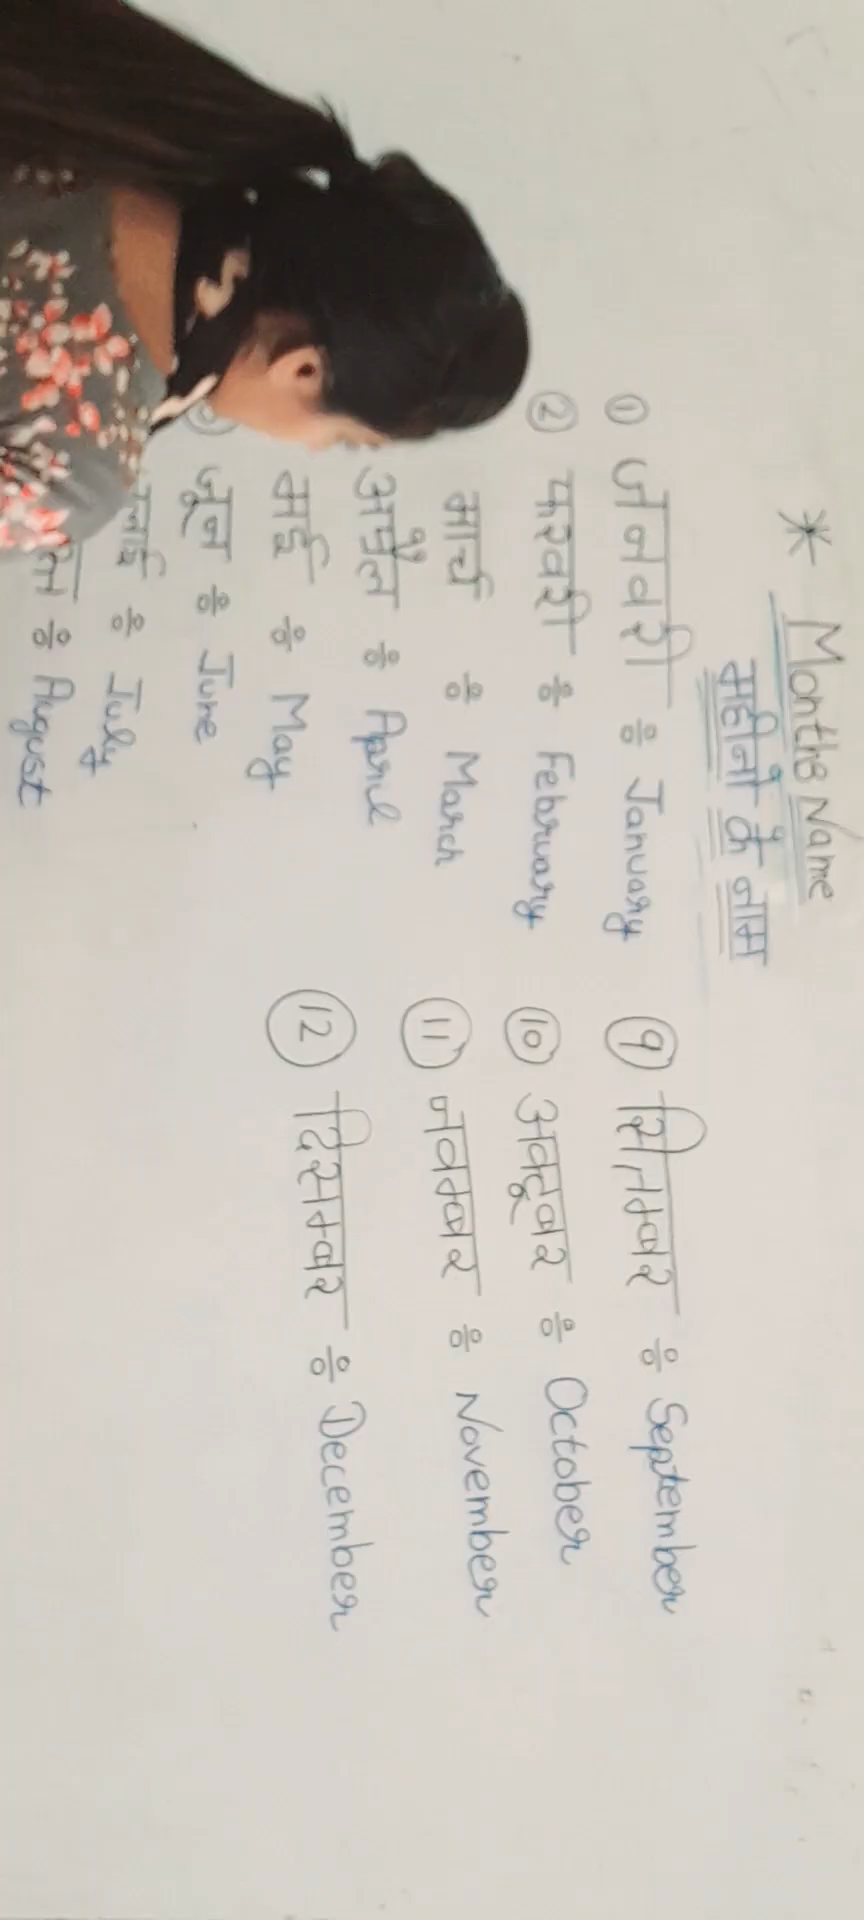 * Months Name
महीनों के नाम
① जनवरी ः January
② फरवरी ः February
मार्च ः March
अप्रैल ः April
मई ः May
जून ः June
ः July
ः August
⑨ सितम्बर ः September
⑩ अक्टूबर ः October
⑪ नवम्बर ः November
⑫ दिसम्बर ः December